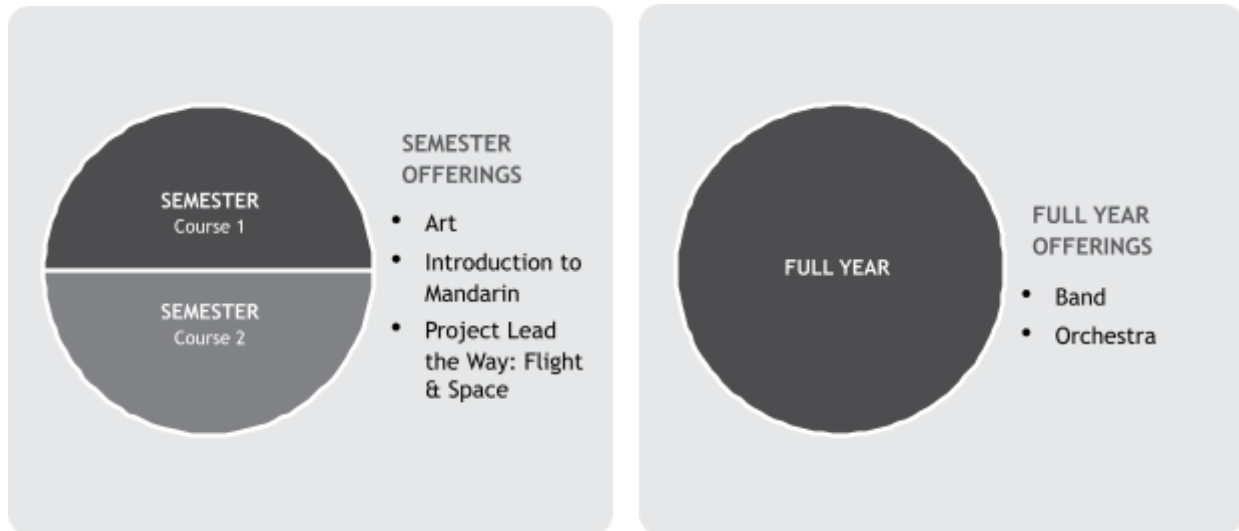 SEMESTER
Course 1
SEMESTER
Course 2
SEMESTER
OFFERINGS
• Art
• Introduction to
Mandarin
• Project Lead
the Way: Flight
& Space
FULL YEAR
FULL YEAR
OFFERINGS
• Band
• Orchestra